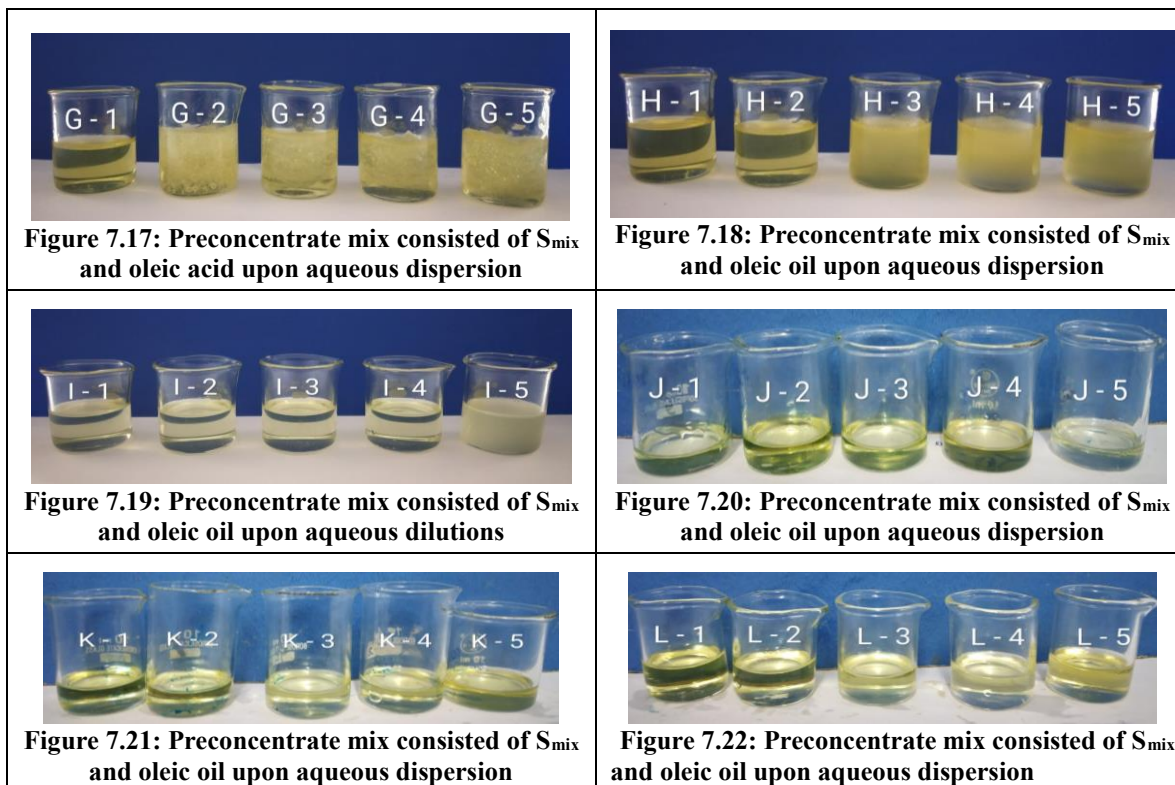 G - 1 G - 2 G - 3 G - 4 G - 5
Figure 7.17: Preconcentrate mix consisted of Smix
and oleic acid upon aqueous dispersion
H - 1 H - 2 H - 3 H - 4 H - 5
Figure 7.18: Preconcentrate mix consisted of Smix
and oleic oil upon aqueous dispersion
I - 1 I - 2 I - 3 I - 4 I - 5
Figure 7.19: Preconcentrate mix consisted of Smix
and oleic oil upon aqueous dilutions
J - 1 J - 2 J - 3 J - 4 J - 5
Figure 7.20: Preconcentrate mix consisted of Smix
and oleic oil upon aqueous dispersion
K - 1 K - 2 K - 3 K - 4 K - 5
Figure 7.21: Preconcentrate mix consisted of Smix
and oleic oil upon aqueous dispersion
L - 1 L - 2 L - 3 L - 4 L - 5
Figure 7.22: Preconcentrate mix consisted of Smix
and oleic oil upon aqueous dispersion